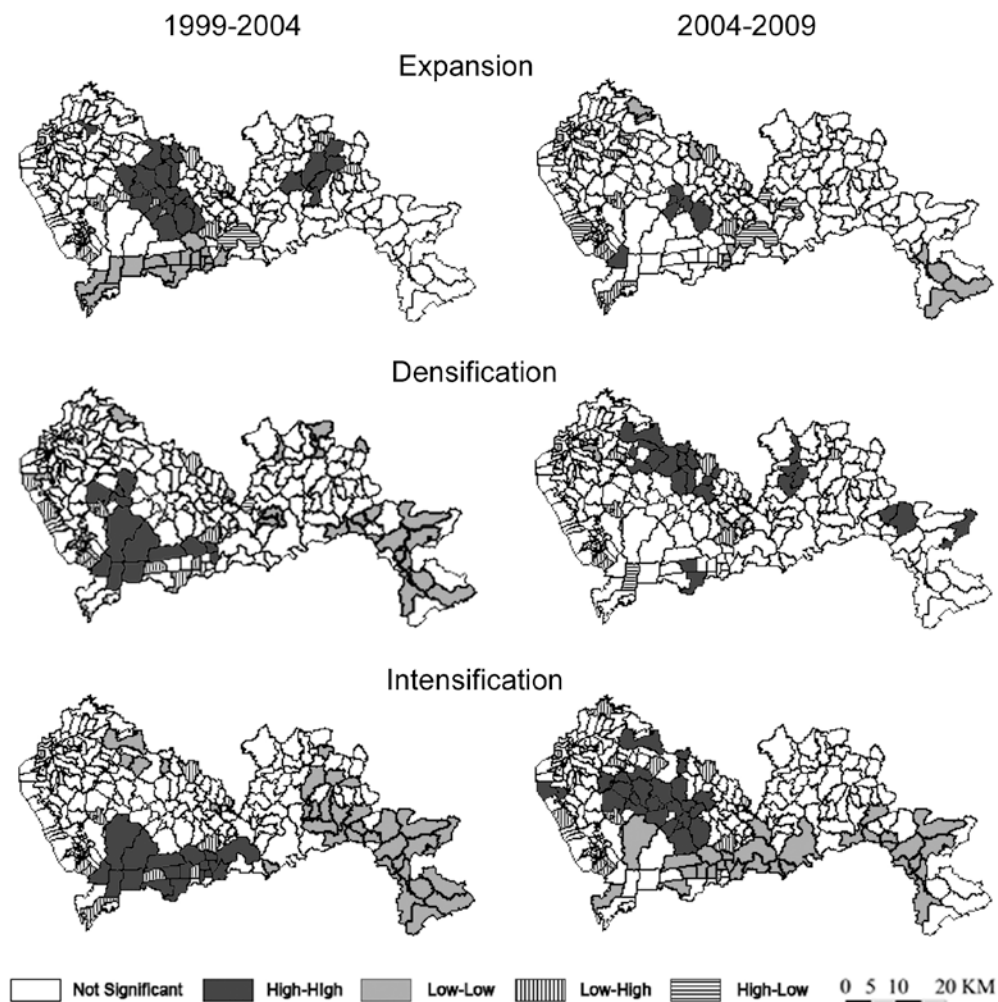 1999-2004 2004-2009
Expansion
Densification
Intensification
Not Significant High-HIgh Low-Low Low-High High-Low 0 5 10 20 KM